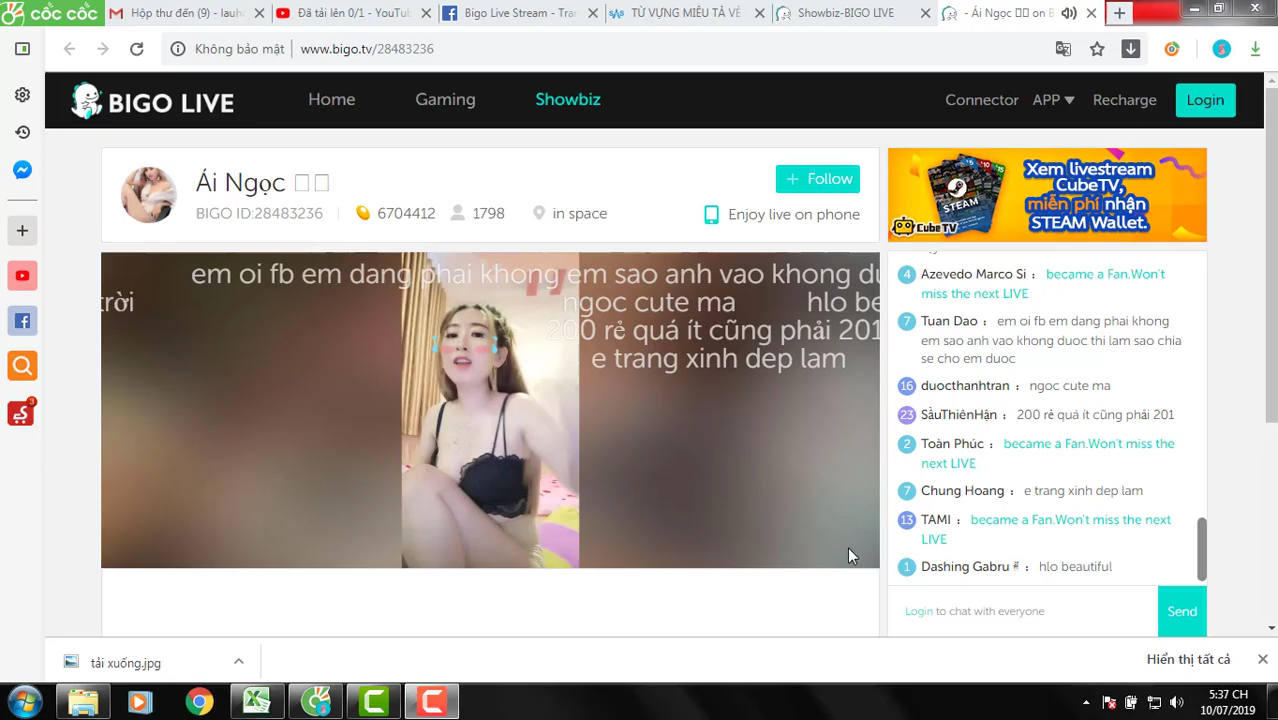 CỐC CỐC
Hộp thư đến (9) - lauh
Đã tải lên 0/1 - YouTub
Bigo Live Stream - Tran
TỪ VỰNG MIÊU TẢ V
Showbiz-BIGO LIVE
- Ái Ngọc on B
Không bảo mật
www.bigo.tv/28483236
BIGO LIVE
Home
Gaming
Showbiz
Connector
APP
Recharge
Login
Ái Ngọc
BIGO ID:28483236
6704412
1798
in space
+ Follow
Enjoy live on phone
Xem livestream
CubeTV,
miễn phí nhận
STEAM Wallet.
STEAM
CubeTV
em oi fb em dang phai khong em sao anh vao khong du
trời
ngoc cute ma
hlo be
200 rẻ quá ít cũng phải 201
e trang xinh dep lam
4 Azevedo Marco Si : became a Fan.Won't
miss the next LIVE
7 Tuan Dao : em oi fb em dang phai khong
em sao anh vao khong duoc thi lam sao chia
se cho em duoc
16 duocthanhtran : ngoc cute ma
23 SầuThiênHận : 200 rẻ quá ít cũng phải 201
2 Toàn Phúc : became a Fan.Won't miss the
next LIVE
7 Chung Hoang : e trang xinh dep lam
13 TAMI : became a Fan.Won't miss the next
LIVE
1 Dashing Gabru : hlo beautiful
Login to chat with everyone
Send
3
tải xuống.jpg
Hiển thị tất cả
5:37 CH
10/07/2019